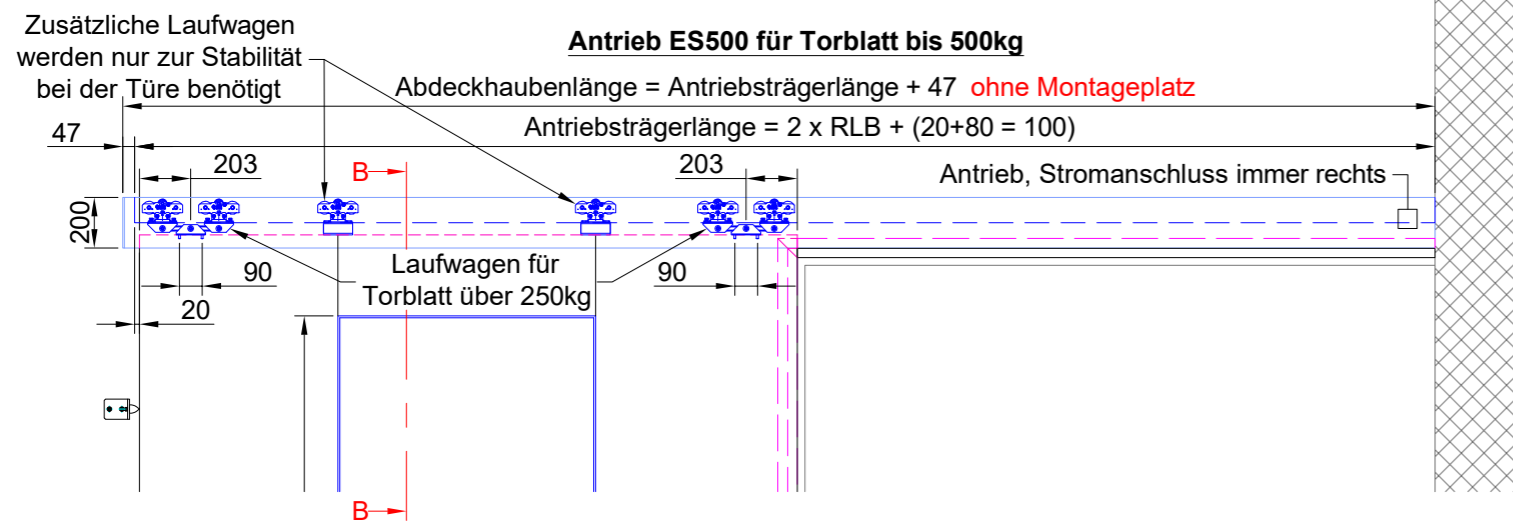 Zusätzliche Laufwagen
werden nur zur Stabilität
bei der Türe benötigt
Antrieb ES500 für Torblatt bis 500kg
Abdeckhaubenlänge = Antriebsträgerlänge + 47 ohne Montageplatz
Antriebsträgerlänge = 2 x RLB + (20+80 = 100)
47
203
B
203
Antrieb, Stromanschluss immer rechts
200
90
Laufwagen für
Torblatt über 250kg
90
20
B